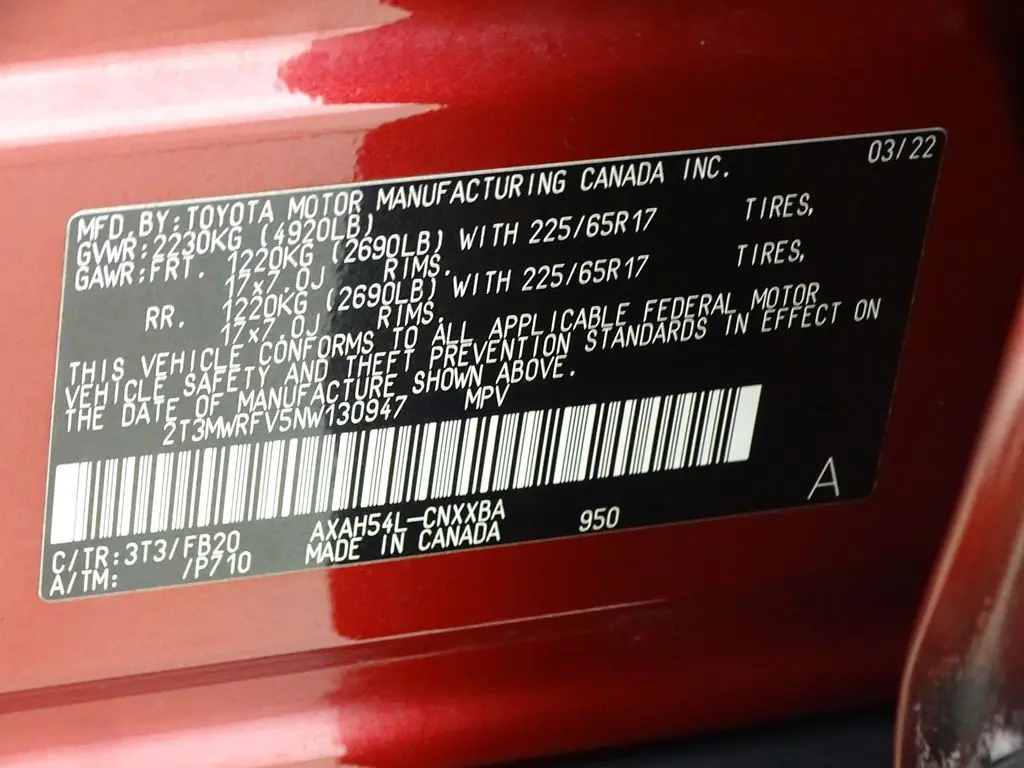 03/22
MFD.BY:TOYOTA MOTOR MANUFACTURING CANADA INC.
GVWR:2230KG (4920LB)
GAWR:FRT. 1220KG (2690LB) WITH 225/65R17 TIRES,
17x7.0J RIMS.
RR. 1220KG (2690LB) WITH 225/65R17 TIRES,
17x7.0J RIMS.
THIS VEHICLE CONFORMS TO ALL APPLICABLE FEDERAL MOTOR
VEHICLE SAFETY AND THEFT PREVENTION STANDARDS IN EFFECT ON
THE DATE OF MANUFACTURE SHOWN ABOVE.
2T3MWRFV5NW130947 MPV
A
C/TR:3T3/FB20 AXAH54L-CNXXBA 950
A/TM: /P710 MADE IN CANADA